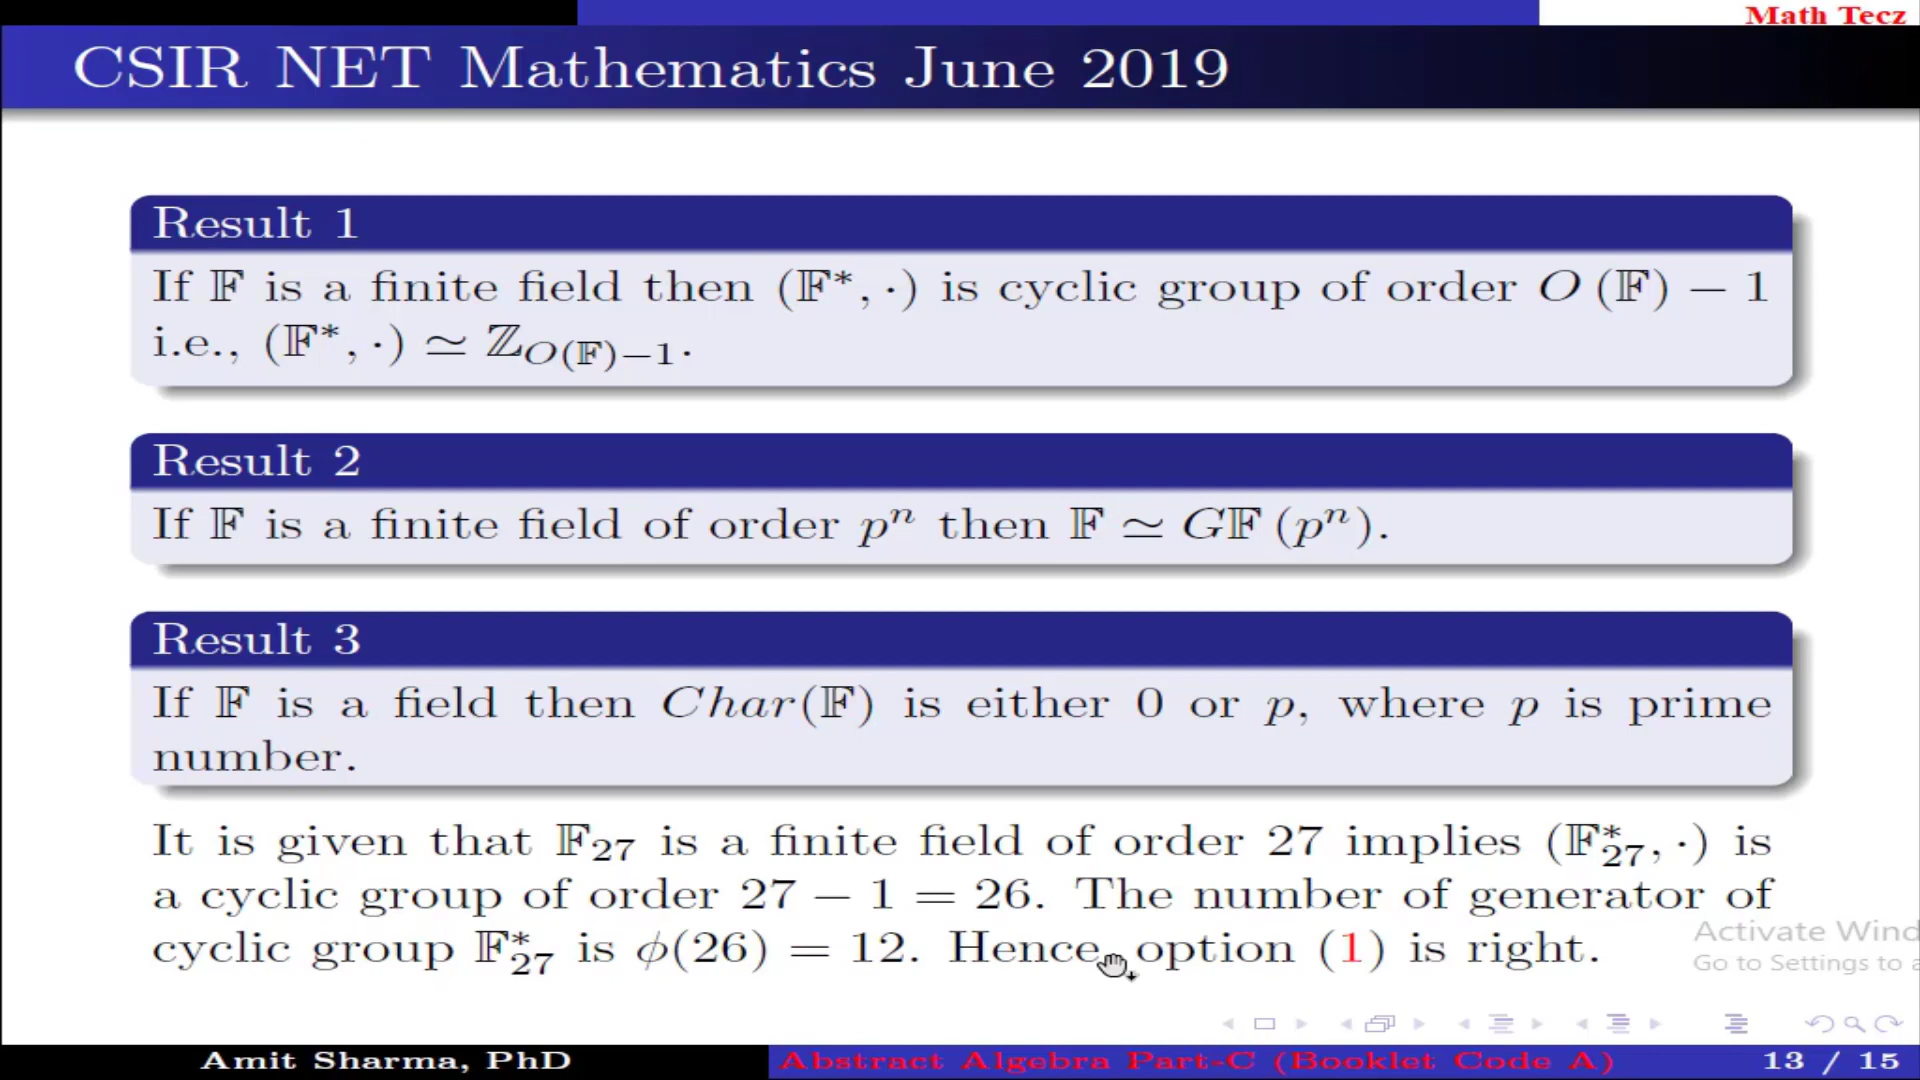 Math Tecz
CSIR NET Mathematics June 2019
Result 1
If 𝔽 is a finite field then (𝔽*, ·) is cyclic group of order O (𝔽) − 1
i.e., (𝔽*, ·) ≃ ℤ_{O(𝔽)−1}.
Result 2
If 𝔽 is a finite field of order pⁿ then 𝔽 ≃ G𝔽 (pⁿ).
Result 3
If 𝔽 is a field then Char(𝔽) is either 0 or p, where p is prime
number.
It is given that 𝔽₂₇ is a finite field of order 27 implies (𝔽*₂₇, ·) is
a cyclic group of order 27 − 1 = 26. The number of generator of
cyclic group 𝔽*₂₇ is ϕ(26) = 12. Hence option (1) is right.
Activate Wind
Go to Settings to a
Amit Sharma, PhD
Abstract Algebra Part-C (Booklet Code A)
13 / 15